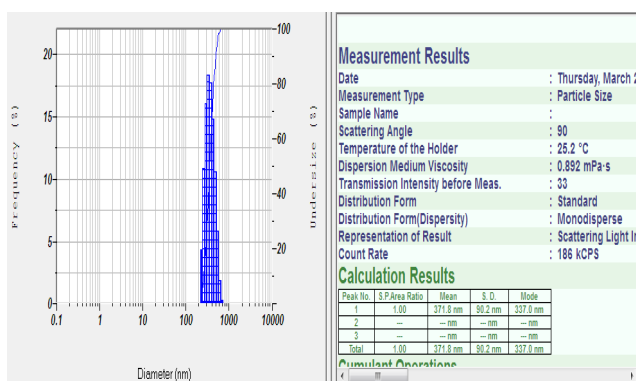 20
15
10
5
0
100
80
60
40
20
0
0.1 1 10 100 1000 10000
Frequency (%)
Undersize (%)
Diameter (nm)
Measurement Results
Date : Thursday, March 2
Measurement Type : Particle Size
Sample Name :
Scattering Angle : 90
Temperature of the Holder : 25.2 °C
Dispersion Medium Viscosity : 0.892 mPa·s
Transmission Intensity before Meas. : 33
Distribution Form : Standard
Distribution Form(Dispersity) : Monodisperse
Representation of Result : Scattering Light In
Count Rate : 186 kCPS
Calculation Results
Peak No. S.P.Area Ratio Mean S. D. Mode
1 1.00 371.8 nm 90.2 nm 337.0 nm
2 --- --- nm --- nm --- nm
3 --- --- nm --- nm --- nm
Total 1.00 371.8 nm 90.2 nm 337.0 nm
Cumulant Operations